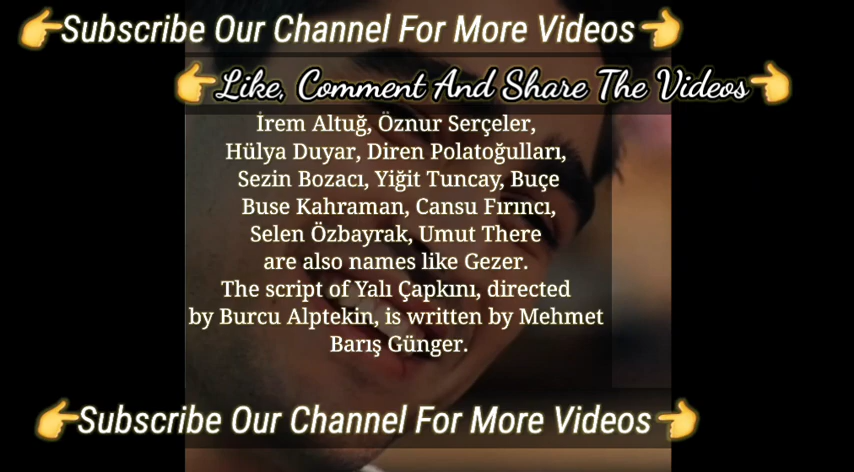 👉Subscribe Our Channel For More Videos👈
👉Like, Comment And Share The Videos👈
İrem Altuğ, Öznur Serçeler,
Hülya Duyar, Diren Polatoğulları,
Sezin Bozacı, Yiğit Tuncay, Buçe
Buse Kahraman, Cansu Fırıncı,
Selen Özbayrak, Umut There
are also names like Gezer.
The script of Yalı Çapkını, directed
by Burcu Alptekin, is written by Mehmet
Barış Günger.
👉Subscribe Our Channel For More Videos👈